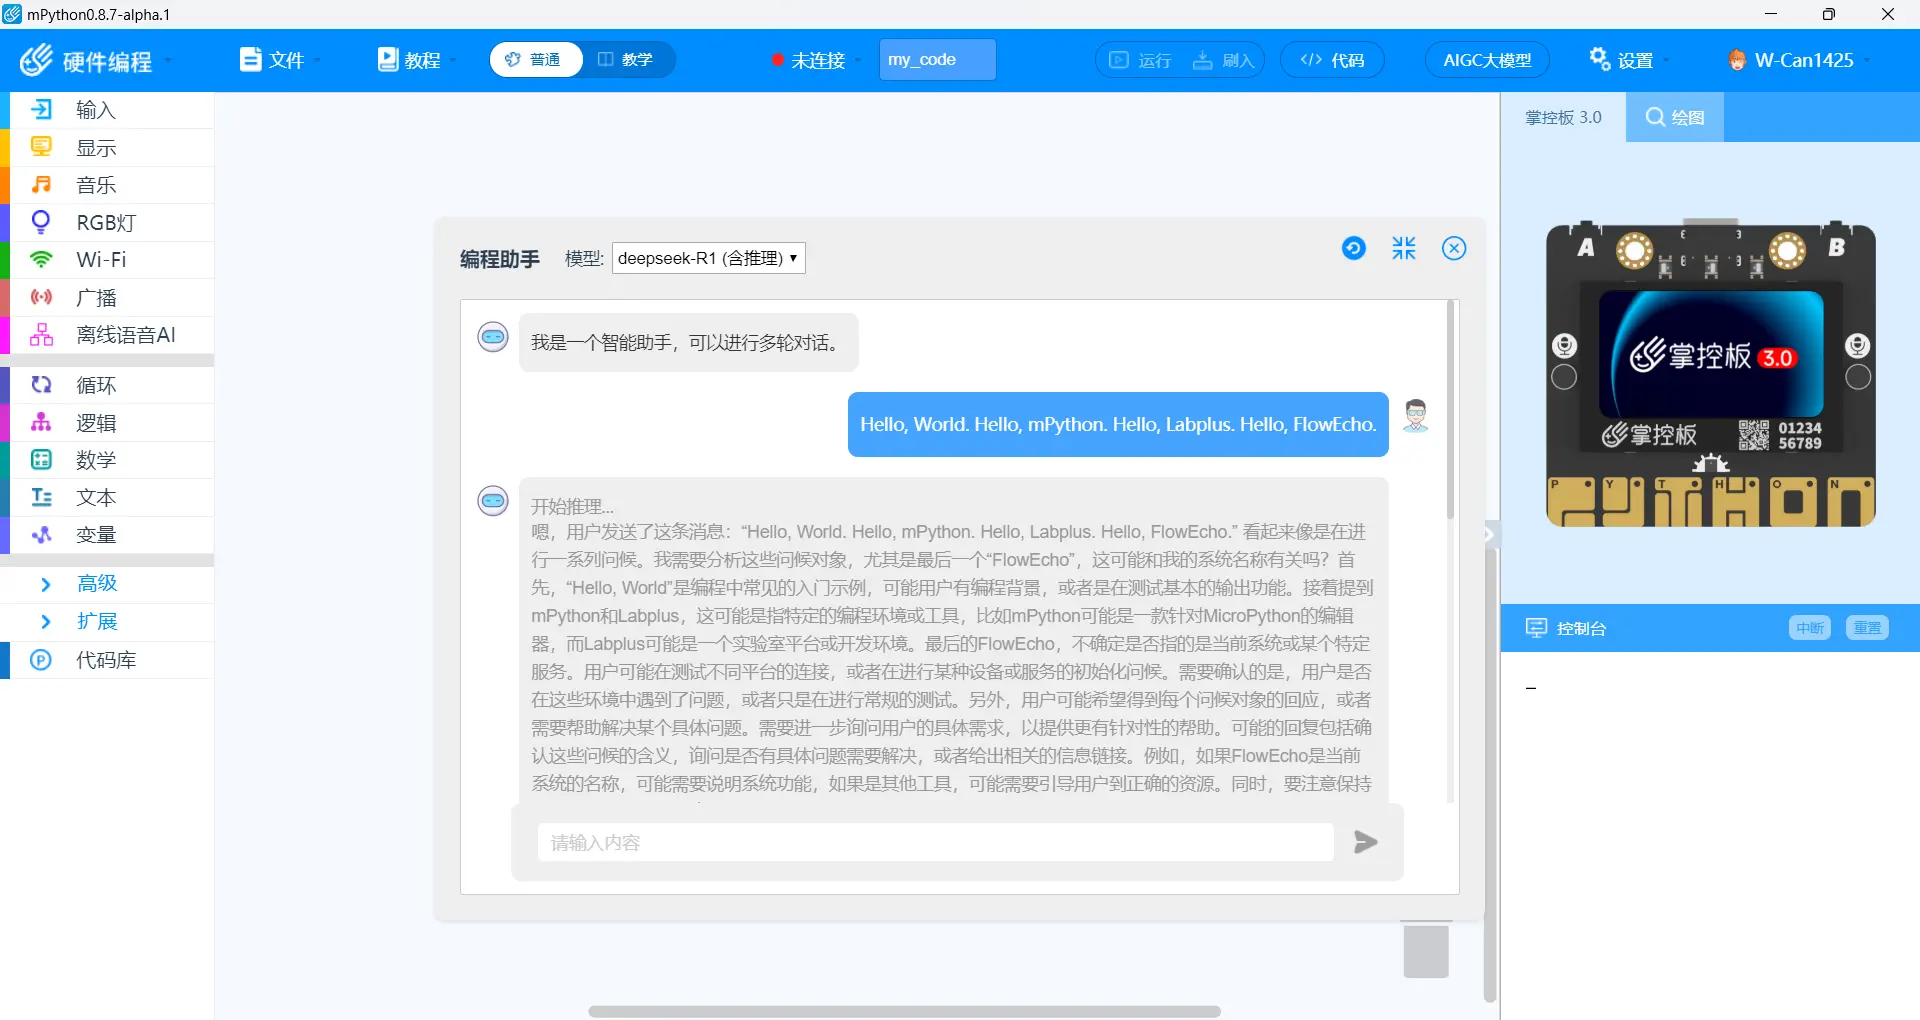 mPython0.8.7-alpha.1
硬件编程
文件
教程
普通
教学
未连接
my_code
运行
刷入
代码
AIGC大模型
设置
W-Can1425
输入
显示
音乐
RGB灯
Wi-Fi
广播
离线语音AI
循环
逻辑
数学
文本
变量
高级
扩展
代码库
编程助手
模型:
deepseek-R1 (含推理)
我是一个智能助手，可以进行多轮对话。
Hello, World. Hello, mPython. Hello, Labplus. Hello, FlowEcho.
开始推理...
嗯，用户发送了这条消息：“Hello, World. Hello, mPython. Hello, Labplus. Hello, FlowEcho.” 看起来像是在进
行一系列问候。我需要分析这些问候对象，尤其是最后一个“FlowEcho”，这可能和我的系统名称有关吗？首
先，“Hello, World”是编程中常见的入门示例，可能用户有编程背景，或者是在测试基本的输出功能。接着提到
mPython和Labplus，这可能是指特定的编程环境或工具，比如mPython可能是一款针对MicroPython的编辑
器，而Labplus可能是一个实验室平台或开发环境。最后的FlowEcho，不确定是否指的是当前系统或某个特定
服务。用户可能在测试不同平台的连接，或者在进行某种设备或服务的初始化问候。需要确认的是，用户是否
在这些环境中遇到了问题，或者只是在进行常规的测试。另外，用户可能希望得到每个问候对象的回应，或者
需要帮助解决某个具体问题。需要进一步询问用户的具体需求，以提供更有针对性的帮助。可能的回复包括确
认这些问候的含义，询问是否有具体问题需要解决，或者给出相关的信息链接。例如，如果FlowEcho是当前
系统的名称，可能需要说明系统功能，如果是其他工具，可能需要引导用户到正确的资源。同时，要注意保持
请输入内容
掌控板 3.0
绘图
A
B
掌控板 3.0
掌控板
01234
56789
P Y T H O N
控制台
中断
重置